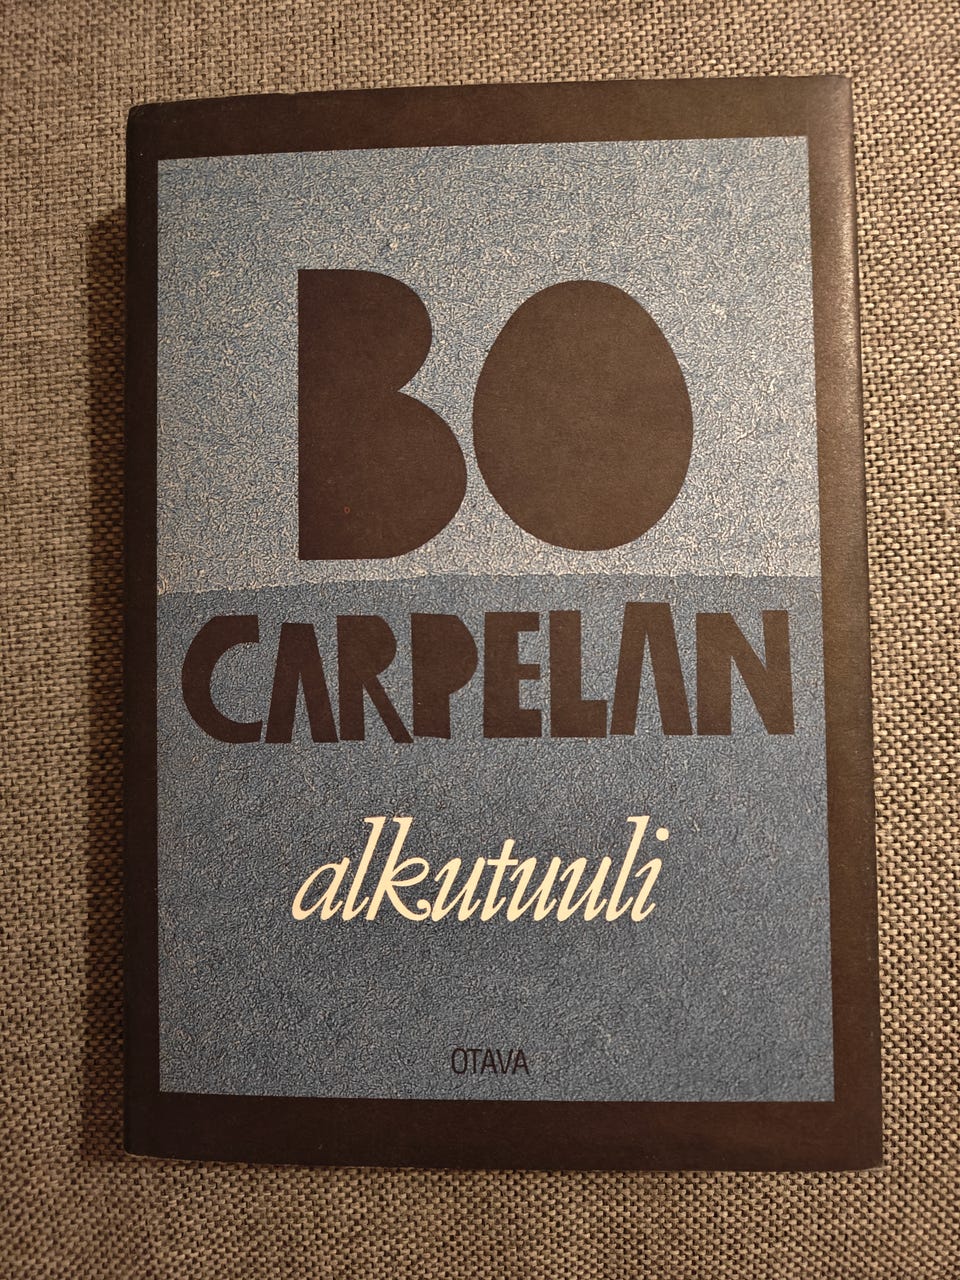 BO
CARPELAN
alkutuuli
OTAVA